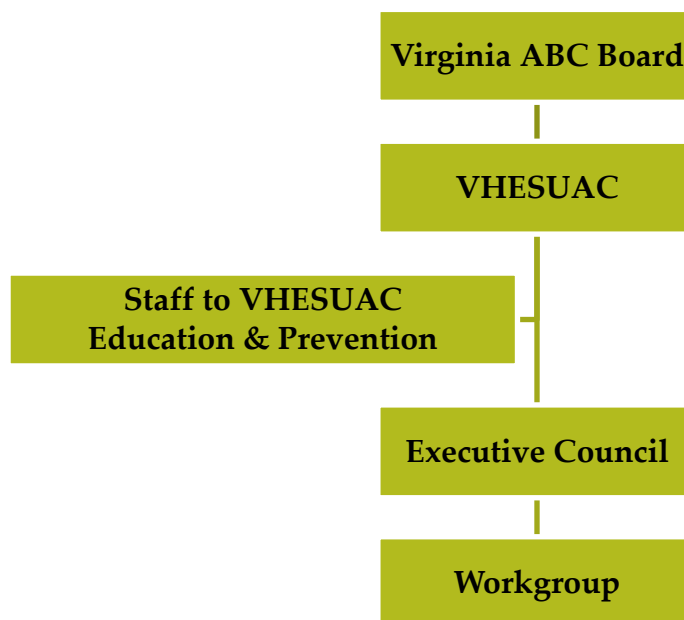 Virginia ABC Board
VHESUAC
Staff to VHESUAC
Education & Prevention
Executive Council
Workgroup